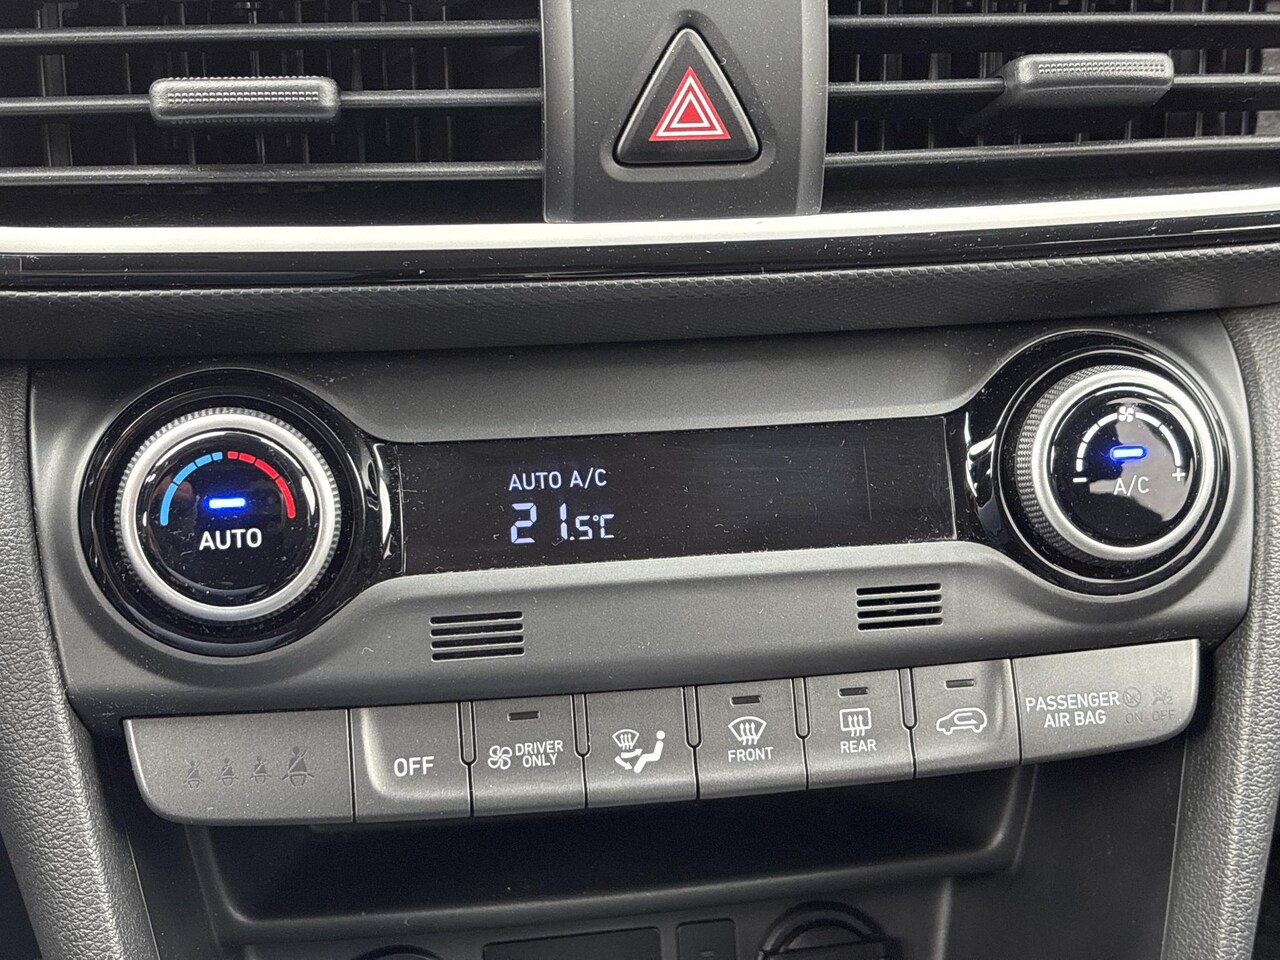 AUTO A/C
21.5°C
AUTO
- +
A/C
OFF
DRIVER
ONLY
FRONT
REAR
PASSENGER
AIR BAG
ON OFF